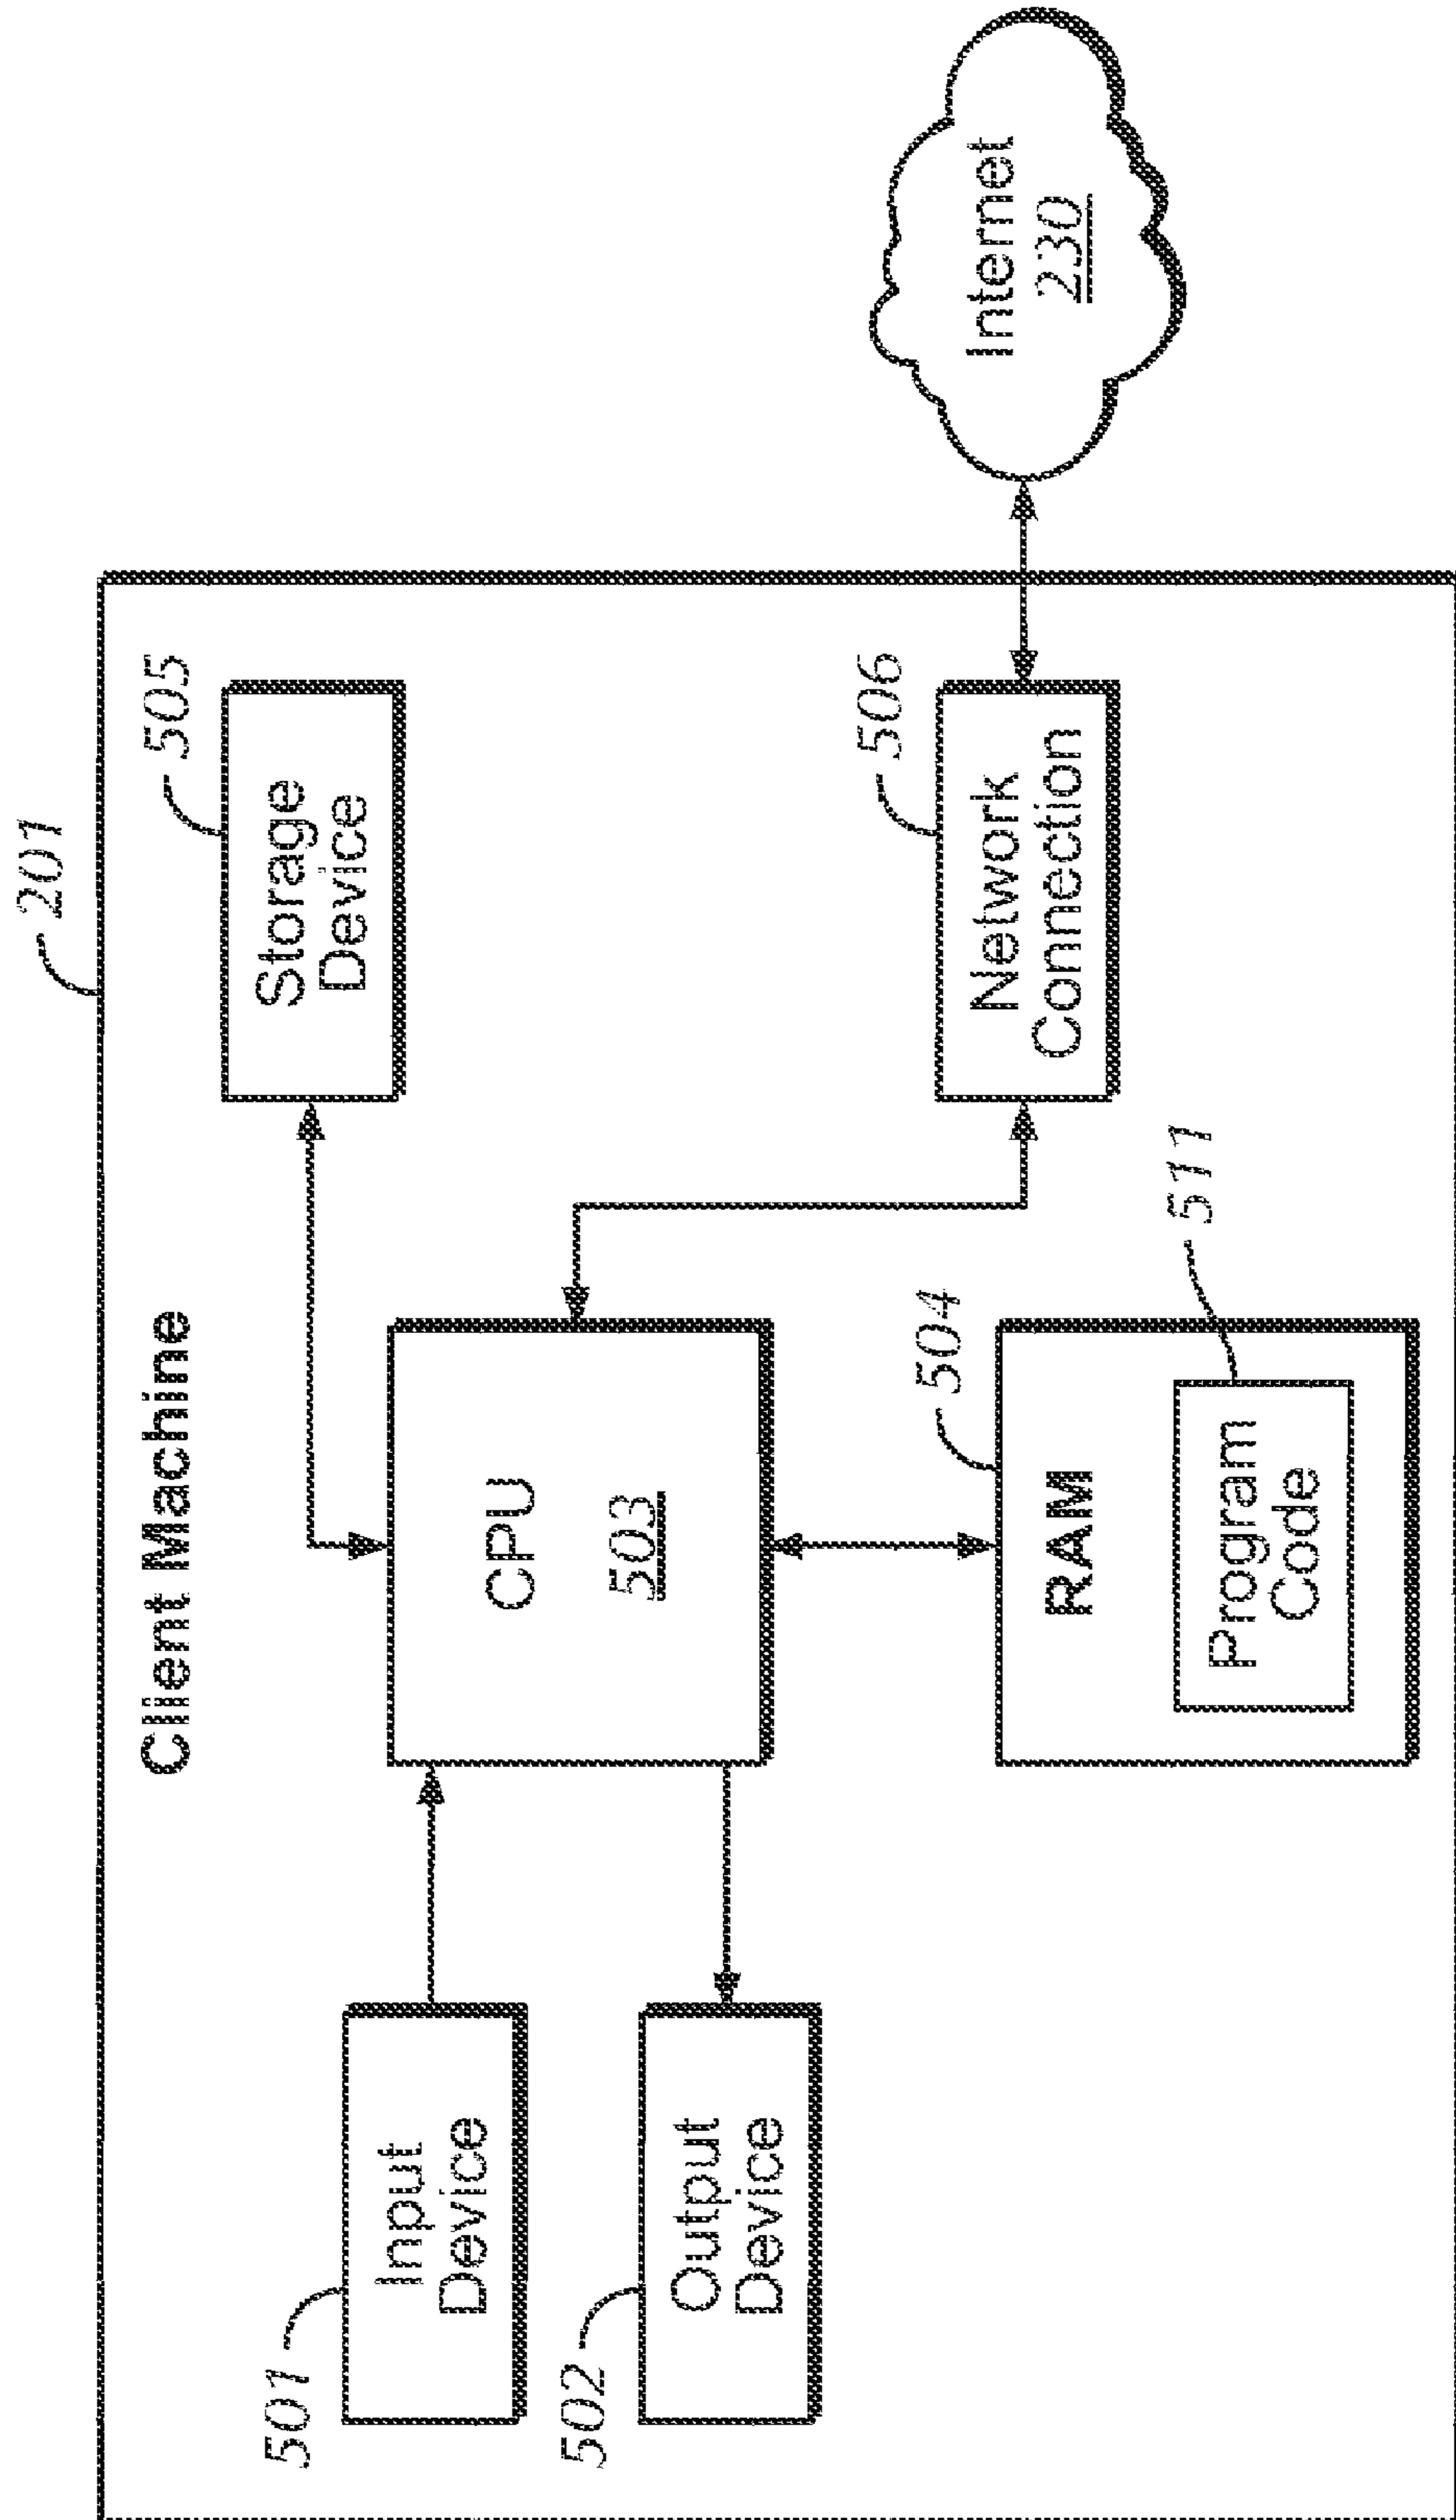 201
Client Machine
501
Input
Device
502
Output
Device
CPU
503
504
RAM
Program
Code
511
505
Storage
Device
506
Network
Connection
Internet
230